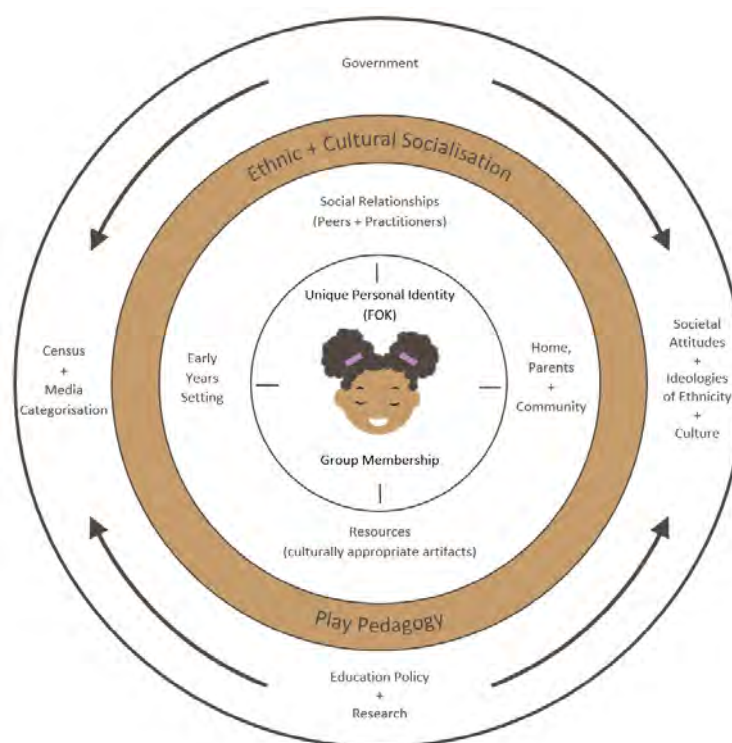 Government
Ethnic + Cultural Socialisation
Social Relationships
(Peers + Practitioners)
Unique Personal Identity
(FOK)
Census
+
Media
Categorisation
Early
Years
Setting
Home,
Parents
+
Community
Societal
Attitudes
+
Ideologies
of Ethnicity
+
Culture
Group Membership
Resources
(culturally appropriate artifacts)
Play Pedagogy
Education Policy
+
Research